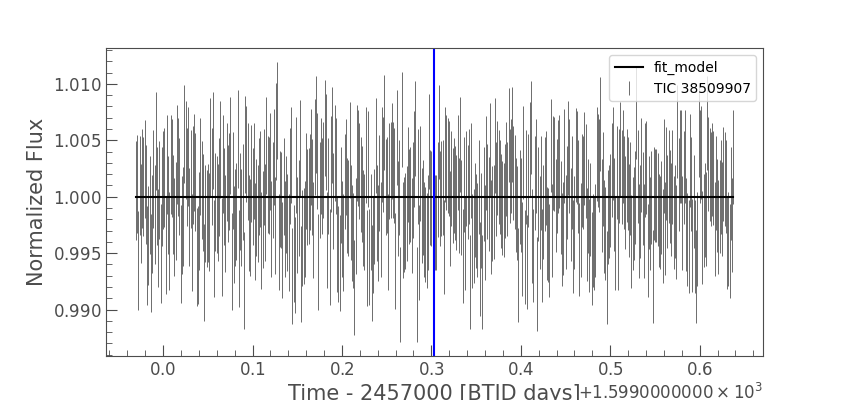 fit_model
TIC 38509907
Normalized Flux
1.010
1.005
1.000
0.995
0.990
0.0 0.1 0.2 0.3 0.4 0.5 0.6
Time - 2457000 [BTJD days]
+1.5990000000 × 10³